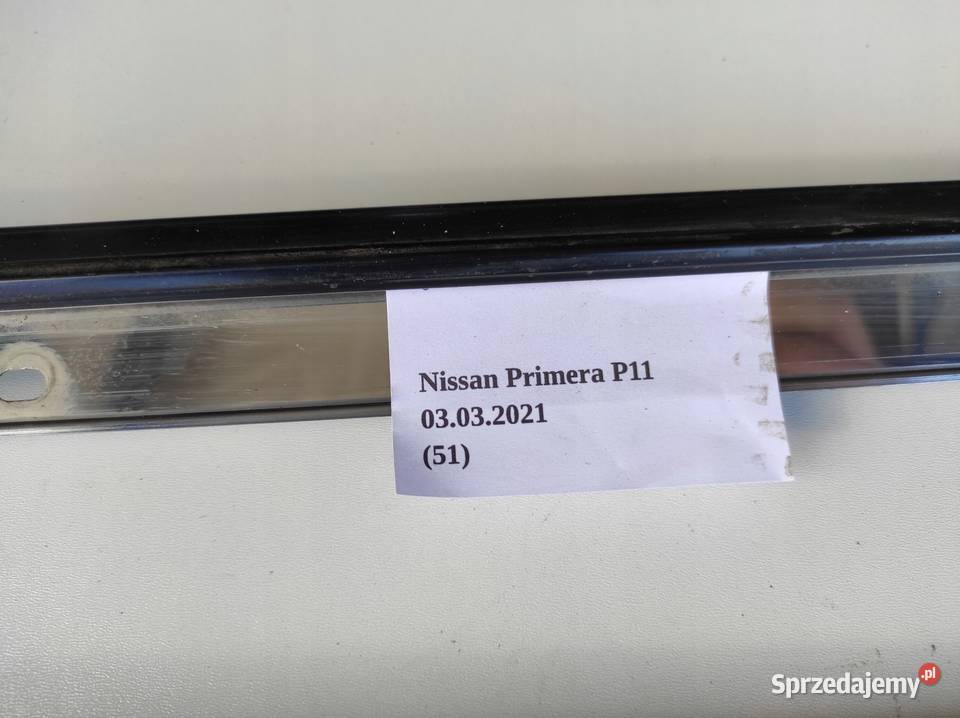 Nissan Primera P11
03.03.2021
(51)
Sprzedajemy.pl